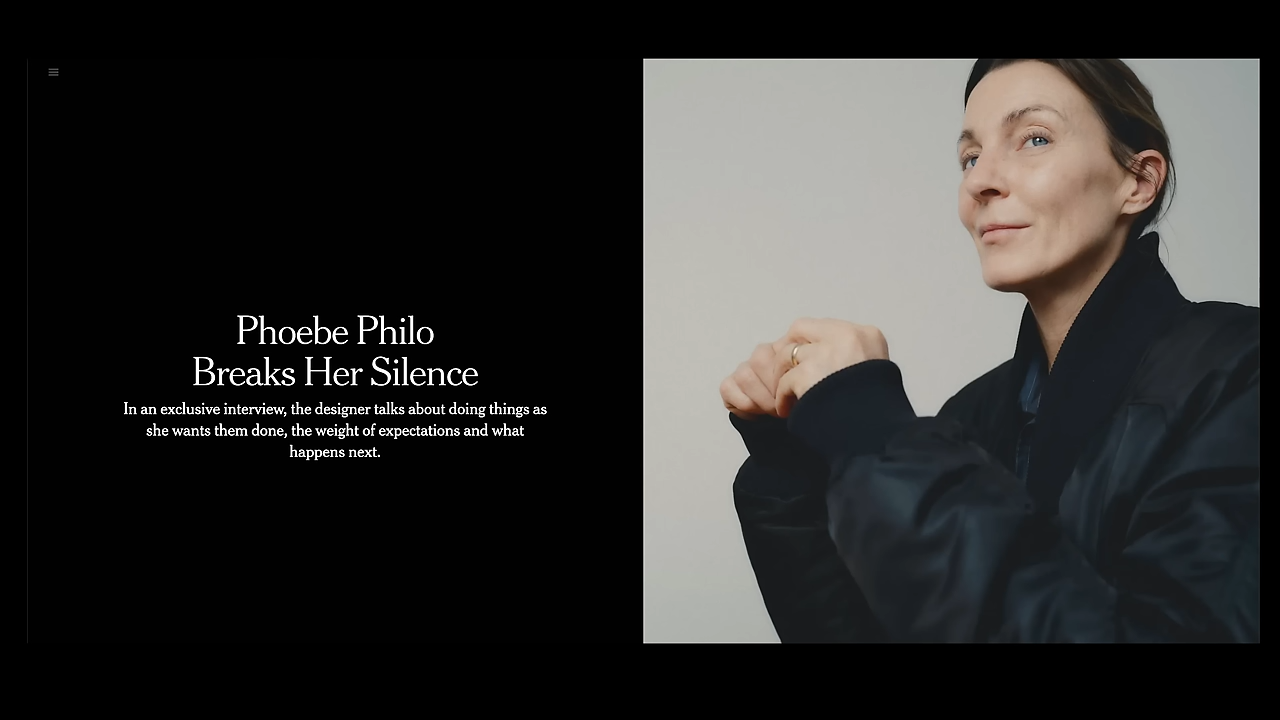 Phoebe Philo
Breaks Her Silence
In an exclusive interview, the designer talks about doing things as
she wants them done, the weight of expectations and what
happens next.